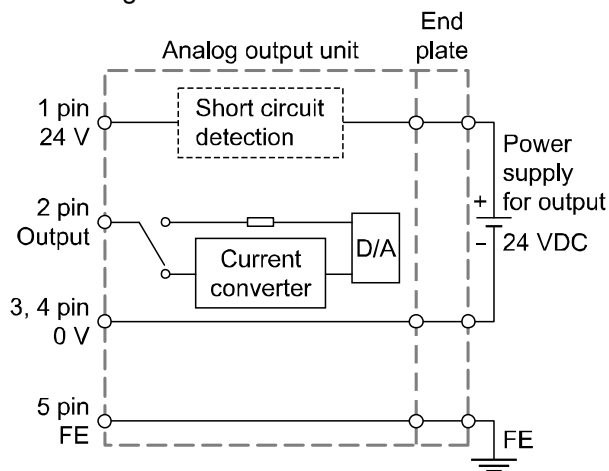 End
plate
Analog output unit
1 pin
24 V
Short circuit
detection
Power
supply
for output
+
−
24 VDC
2 pin
Output
D/A
Current
converter
3, 4 pin
0 V
5 pin
FE
FE